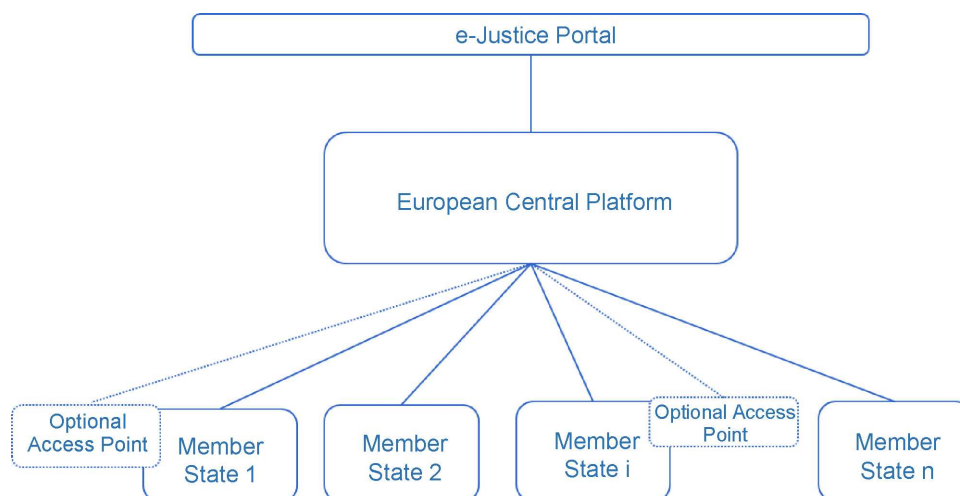 e-Justice Portal
European Central Platform
Optional
Access Point
Member
State 1
Member
State 2
Member
State i
Optional Access
Point
Member
State n